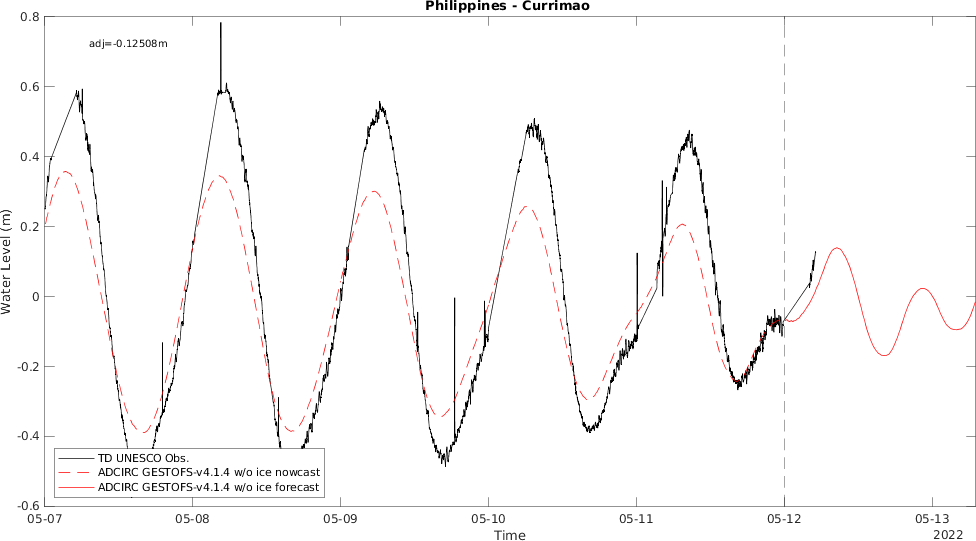 Philippines - Currimao
adj=-0.12508m
0.8
0.6
0.4
0.2
0
-0.2
-0.4
-0.6
Water Level (m)
TD UNESCO Obs.
ADCIRC GESTOFS-v4.1.4 w/o ice nowcast
ADCIRC GESTOFS-v4.1.4 w/o ice forecast
05-07 05-08 05-09 05-10 05-11 05-12 05-13
Time
2022